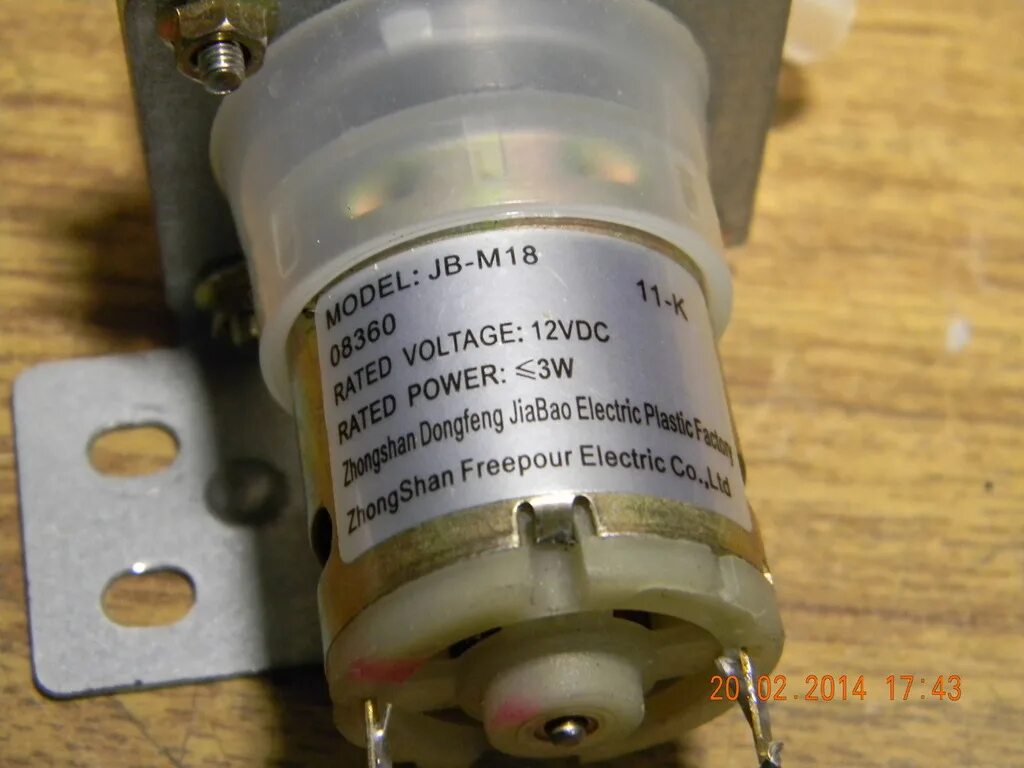 MODEL: JB-M18
11-K
08360
RATED VOLTAGE: 12VDC
RATED POWER: ≤3W
Zhongshan Dongfeng JiaBao Electric Plastic Factory
ZhongShan Freepour Electric Co.,Ltd
20.02.2014 17:43